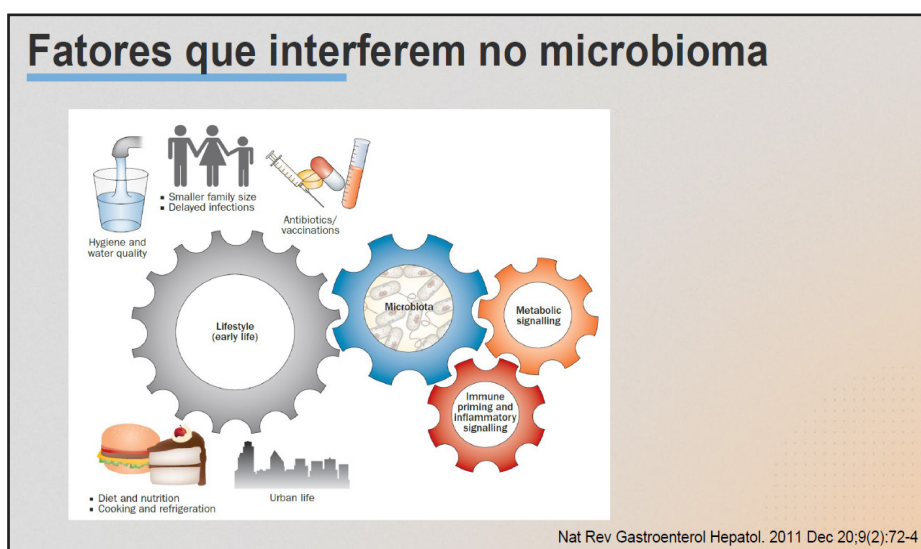 Fatores que interferem no microbioma
▪ Smaller family size
▪ Delayed infections
Antibiotics/
vaccinations
Hygiene and
water quality
Lifestyle
(early life)
Microbiota
Metabolic
signalling
Immune
priming and
inflammatory
signalling
▪ Diet and nutrition
▪ Cooking and refrigeration
Urban life
Nat Rev Gastroenterol Hepatol. 2011 Dec 20;9(2):72-4